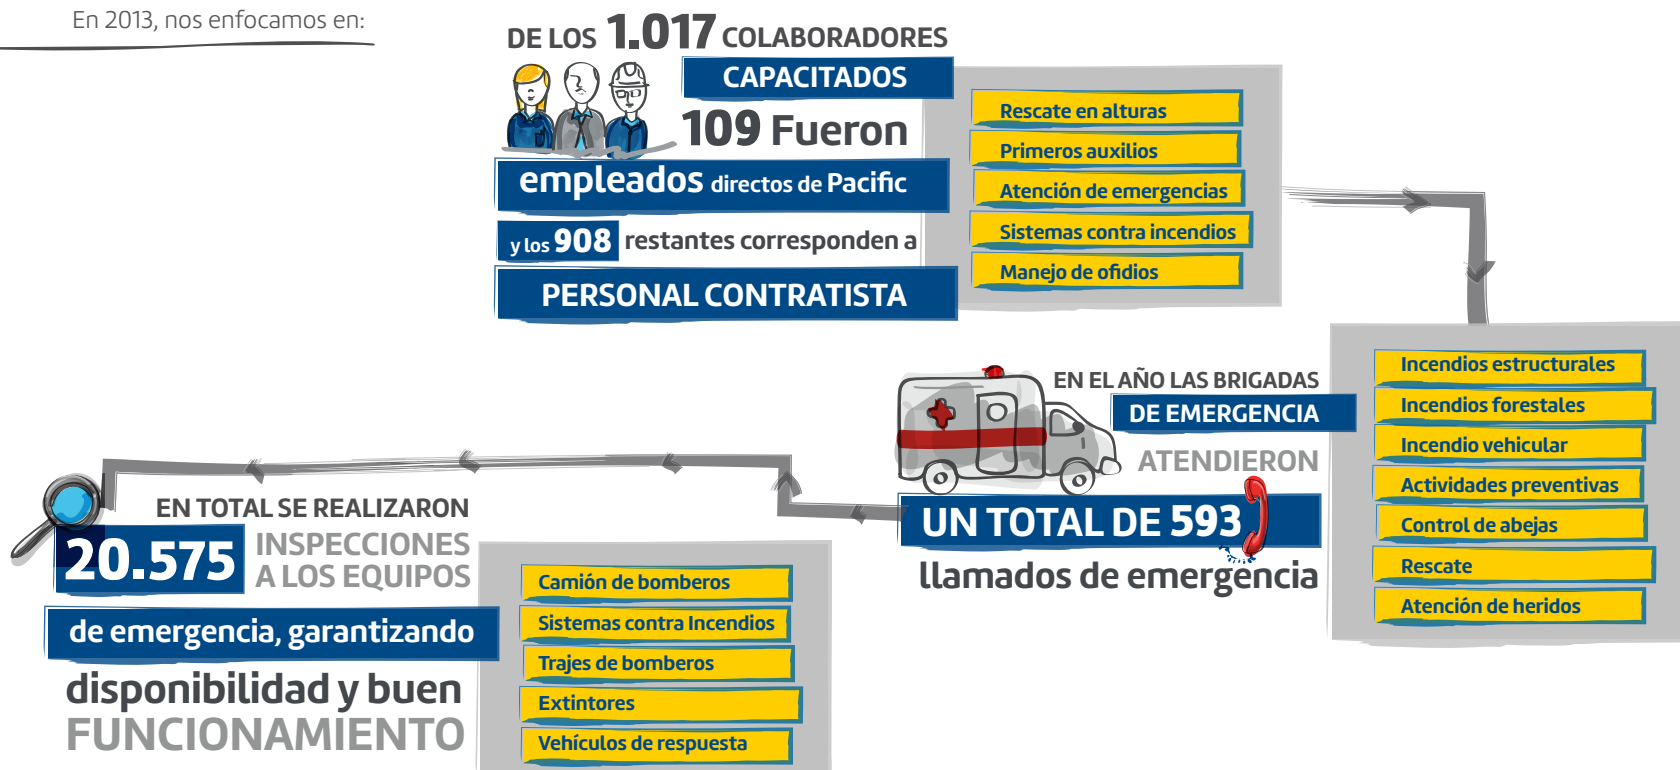 En 2013, nos enfocamos en:
DE LOS 1.017 COLABORADORES
CAPACITADOS
109 Fueron
empleados directos de Pacific
y los 908 restantes corresponden a
PERSONAL CONTRATISTA
Rescate en alturas
Primeros auxilios
Atención de emergencias
Sistemas contra incendios
Manejo de ofidios
EN EL AÑO LAS BRIGADAS
DE EMERGENCIA
ATENDIERON
UN TOTAL DE 593
llamados de emergencia
Incendios estructurales
Incendios forestales
Incendio vehicular
Actividades preventivas
Control de abejas
Rescate
Atención de heridos
EN TOTAL SE REALIZARON
20.575 INSPECCIONES
A LOS EQUIPOS
de emergencia, garantizando
disponibilidad y buen
FUNCIONAMIENTO
Camión de bomberos
Sistemas contra Incendios
Trajes de bomberos
Extintores
Vehículos de respuesta